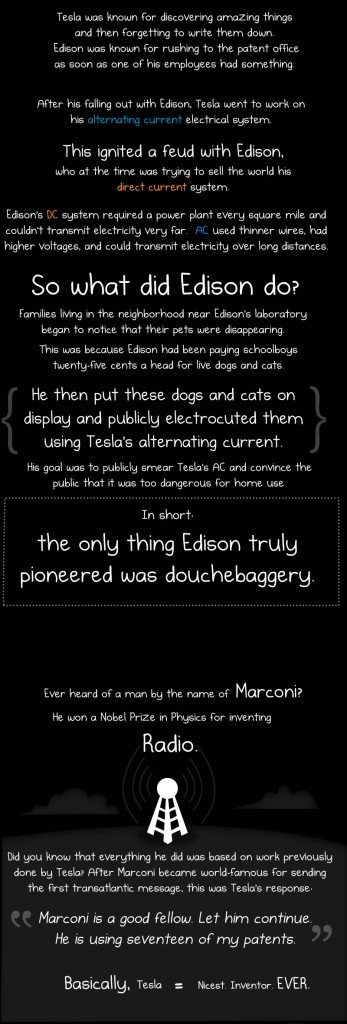 Tesla was known for discovering amazing things
and then forgetting to write them down.
Edison was known for rushing to the patent office
as soon as one of his employees had something.
After his falling out with Edison, Tesla went to work on
his alternating current electrical system.
This ignited a feud with Edison,
who at the time was trying to sell the world his
direct current system.
Edison's DC system required a power plant every square mile and
couldn't transmit electricity very far. AC used thinner wires, had
higher voltages, and could transmit electricity over long distances.
So what did Edison do?
Families living in the neighborhood near Edison's laboratory
began to notice that their pets were disappearing.
This was because Edison had been paying schoolboys
twenty-five cents a head for live dogs and cats.
{ He then put these dogs and cats on }
display and publicly electrocuted them
using Tesla's alternating current.
His goal was to publicly smear Tesla's AC and convince the
public that it was too dangerous for home use.
In short:
the only thing Edison truly
pioneered was douchebaggery.
Ever heard of a man by the name of Marconi?
He won a Nobel Prize in Physics for inventing
Radio.
Did you know that everything he did was based on work previously
done by Tesla? After Marconi became world-famous for sending
the first transatlantic message, this was Tesla's response:
“ Marconi is a good fellow. Let him continue.
He is using seventeen of my patents. ”
Basically, Tesla = Nicest. Inventor. EVER.